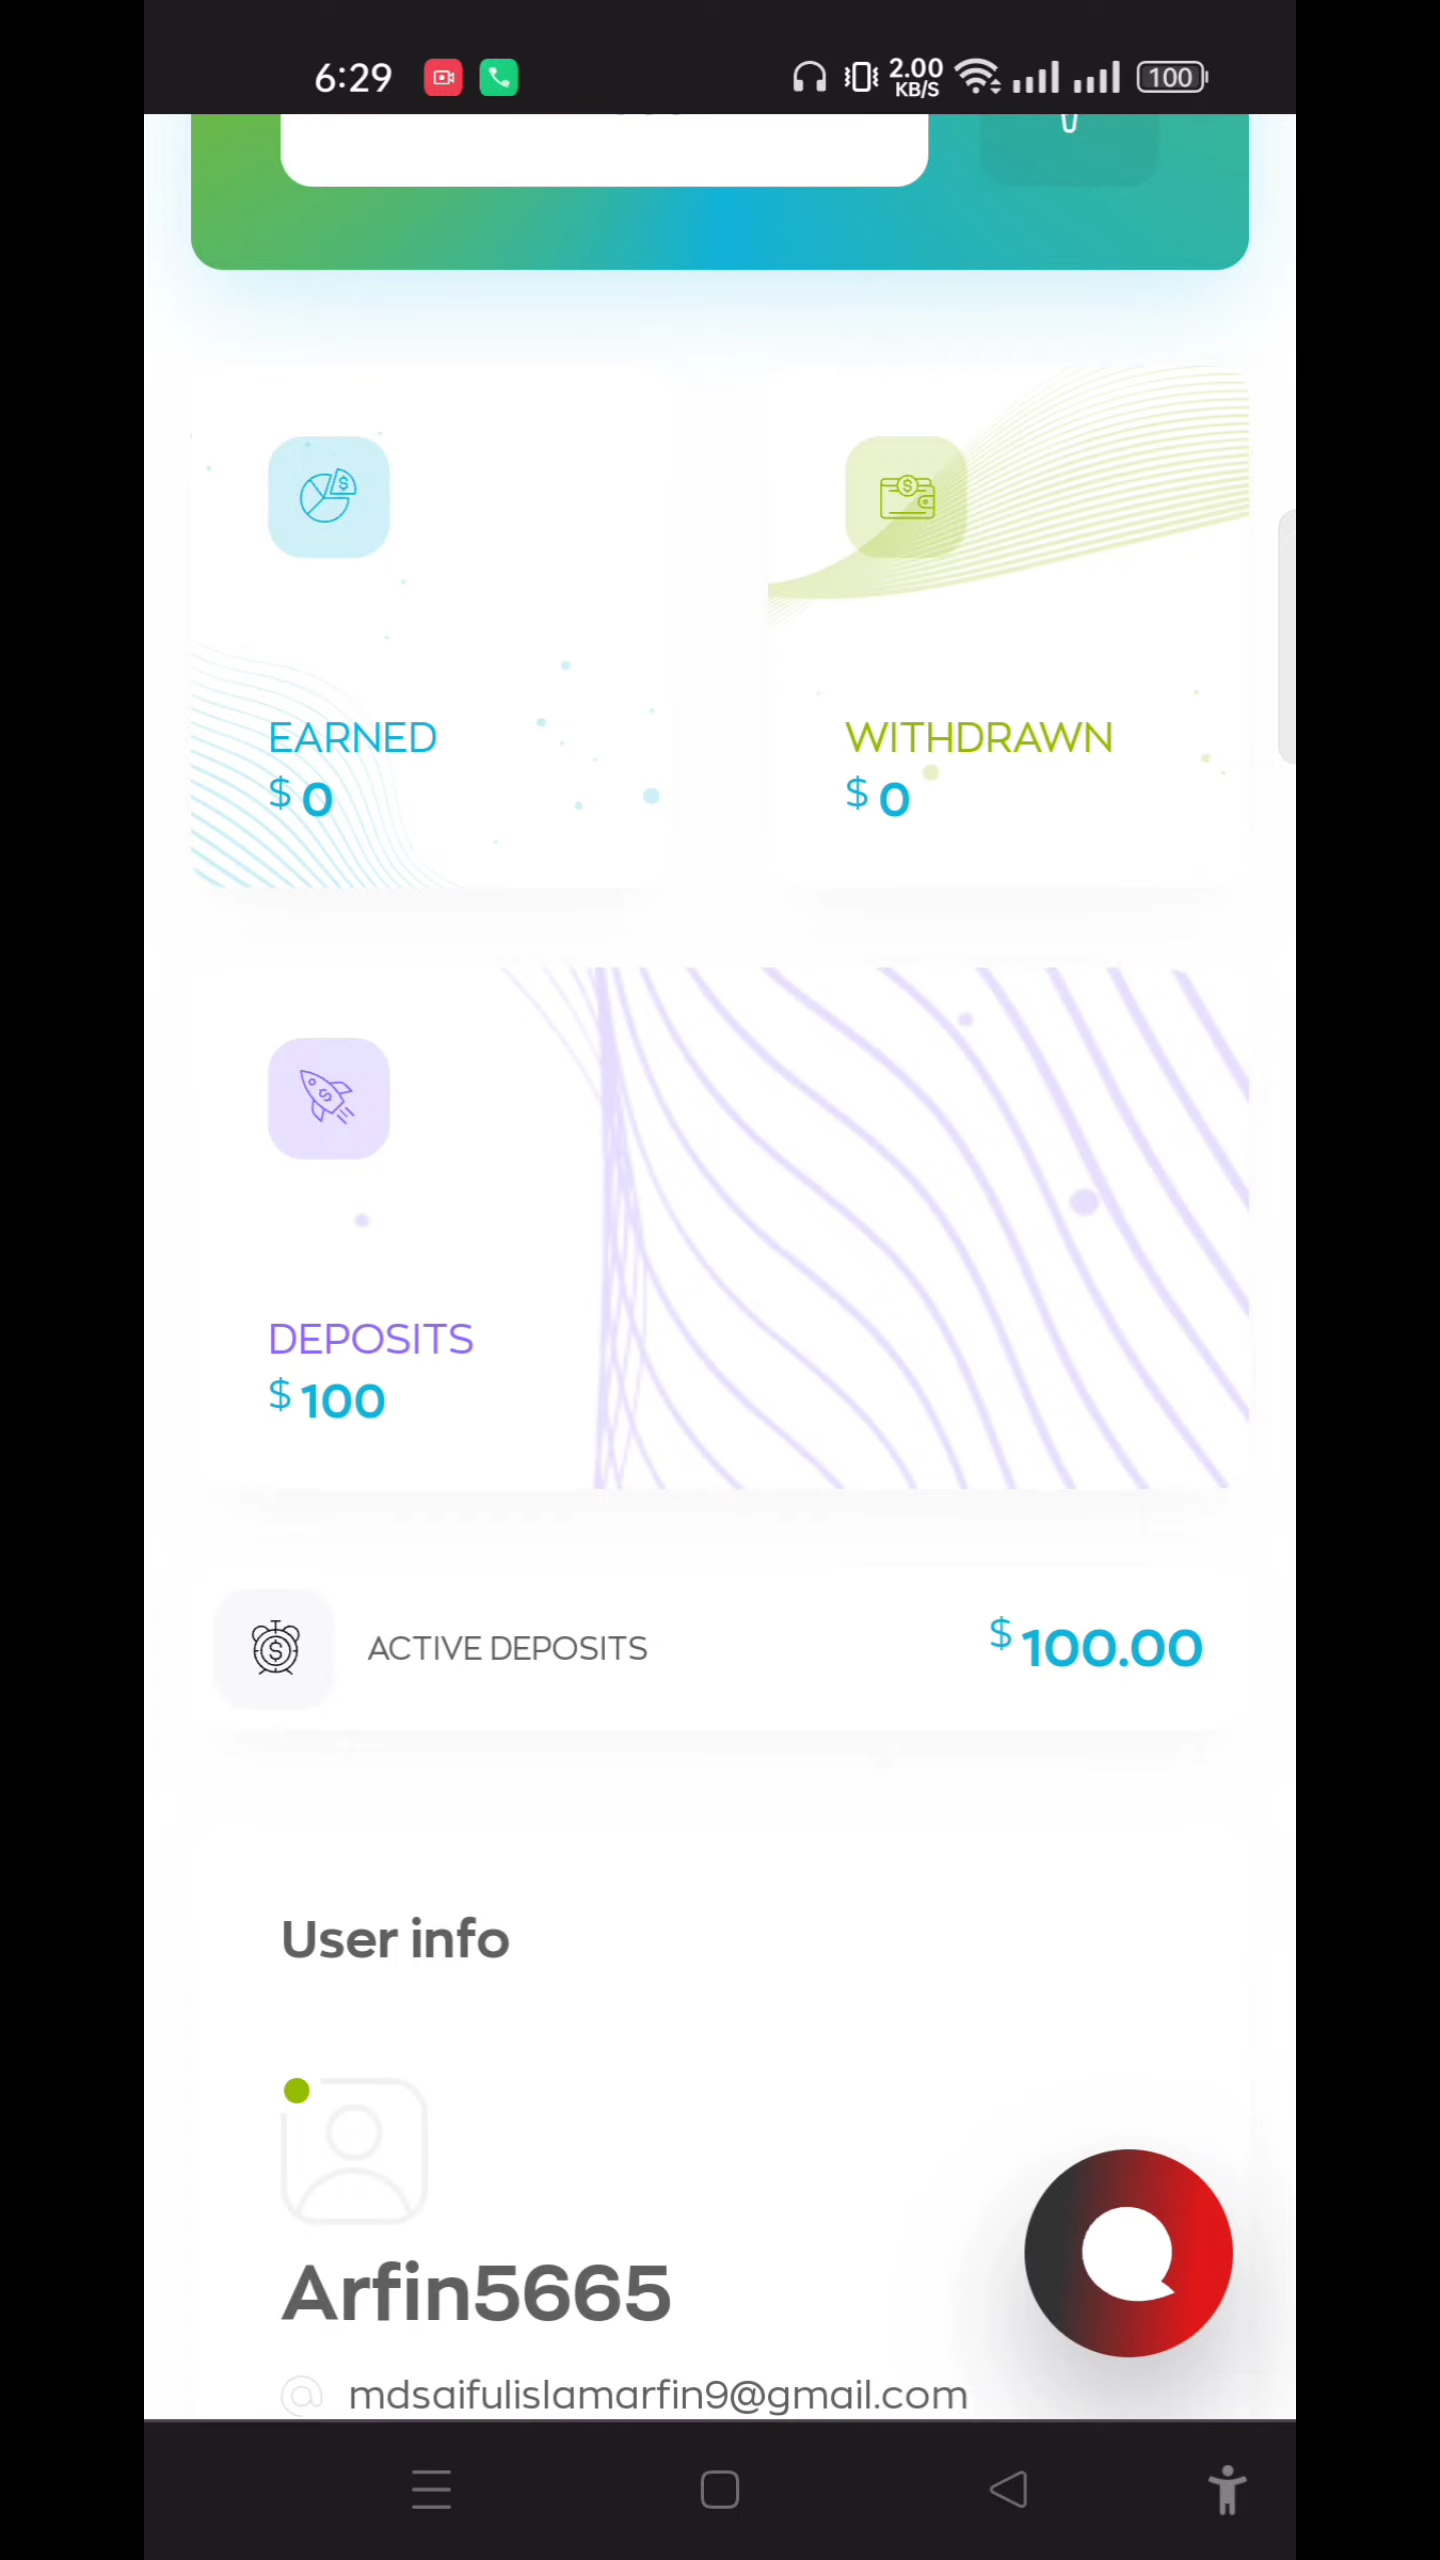 6:29
2.00
KB/S
100
EARNED
$ 0
WITHDRAWN
$ 0
DEPOSITS
$ 100
ACTIVE DEPOSITS
$ 100.00
User info
Arfin5665
mdsaifulislamarfin9@gmail.com